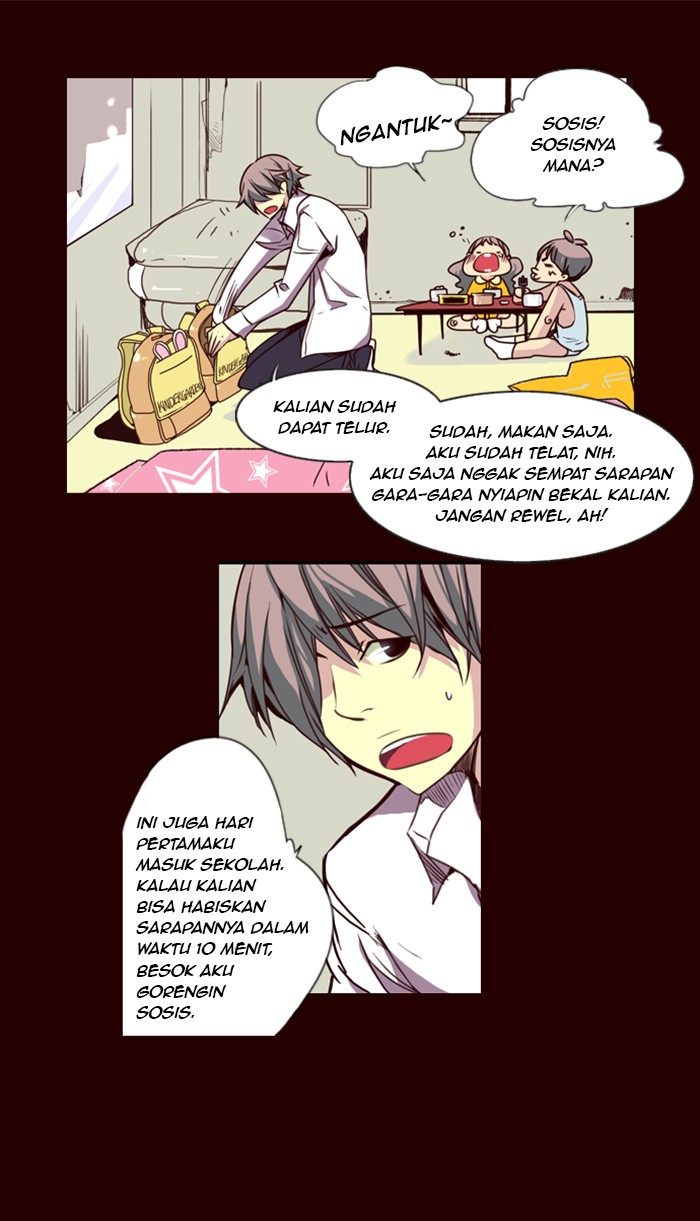 NGANTUK~
SOSIS!
SOSISNYA
MANA?
KINDERGARTEN
KINDERGAR
KALIAN SUDAH
DAPAT TELUR.
SUDAH, MAKAN SAJA.
AKU SUDAH TELAT, NIH.
AKU SAJA NGGAK SEMPAT SARAPAN
GARA-GARA NYIAPIN BEKAL KALIAN.
JANGAN REWEL, AH!
INI JUGA HARI
PERTAMAKU
MASUK SEKOLAH.
KALAU KALIAN
BISA HABISKAN
SARAPANNYA DALAM
WAKTU 10 MENIT,
BESOK AKU
GORENGIN
SOSIS.